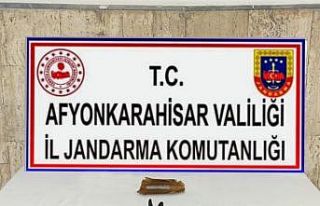 T.C.
AFYONKARAHİSAR VALİLİĞİ
İL JANDARMA KOMUTANLIĞI